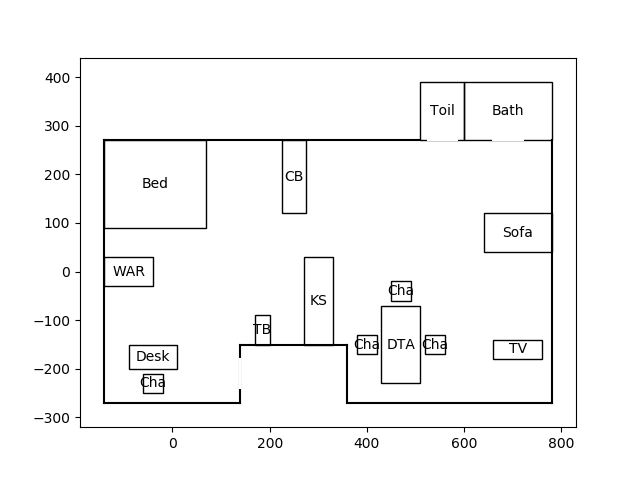 400
300
200
100
0
−100
−200
−300
0
200
400
600
800
Toil
Bath
Bed
CB
Sofa
WAR
KS
Cha
TB
Cha
DTA
Cha
TV
Desk
Cha